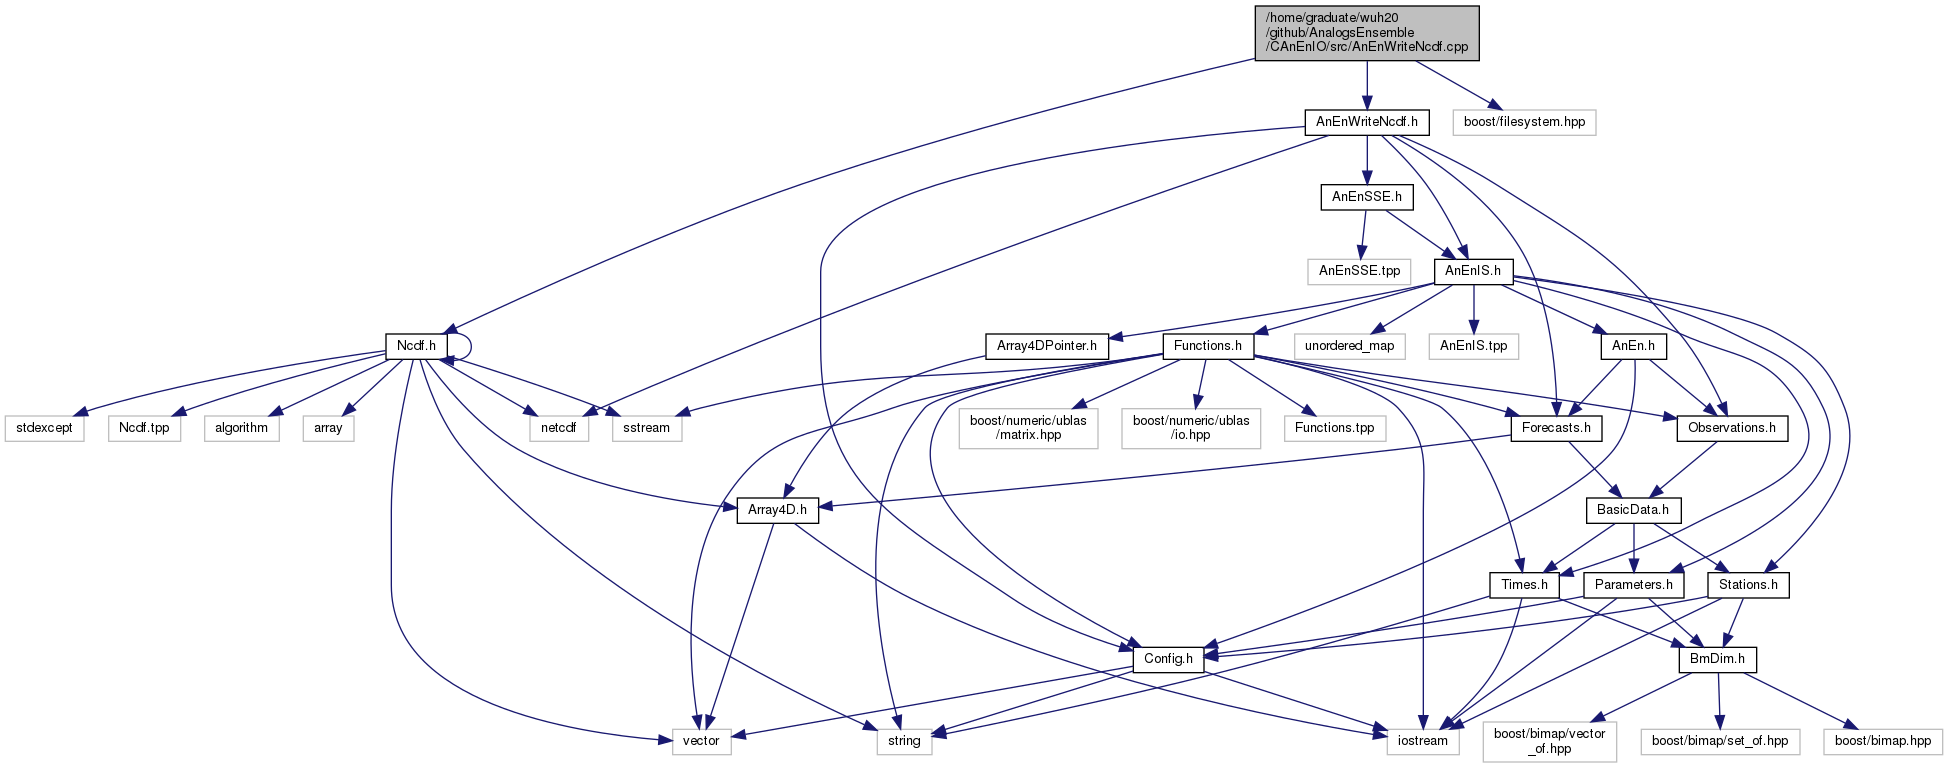 /home/graduate/wuh20
/github/AnalogsEnsemble
/CAnEnIO/src/AnEnWriteNcdf.cpp
AnEnWriteNcdf.h
boost/filesystem.hpp
AnEnSSE.h
AnEnSSE.tpp
AnEnIS.h
Ncdf.h
Array4DPointer.h
Functions.h
unordered_map
AnEnIS.tpp
AnEn.h
stdexcept
Ncdf.tpp
algorithm
array
netcdf
sstream
boost/numeric/ublas
/matrix.hpp
boost/numeric/ublas
/io.hpp
Functions.tpp
Forecasts.h
Observations.h
Array4D.h
BasicData.h
Times.h
Parameters.h
Stations.h
Config.h
BmDim.h
vector
string
iostream
boost/bimap/vector
_of.hpp
boost/bimap/set_of.hpp
boost/bimap.hpp